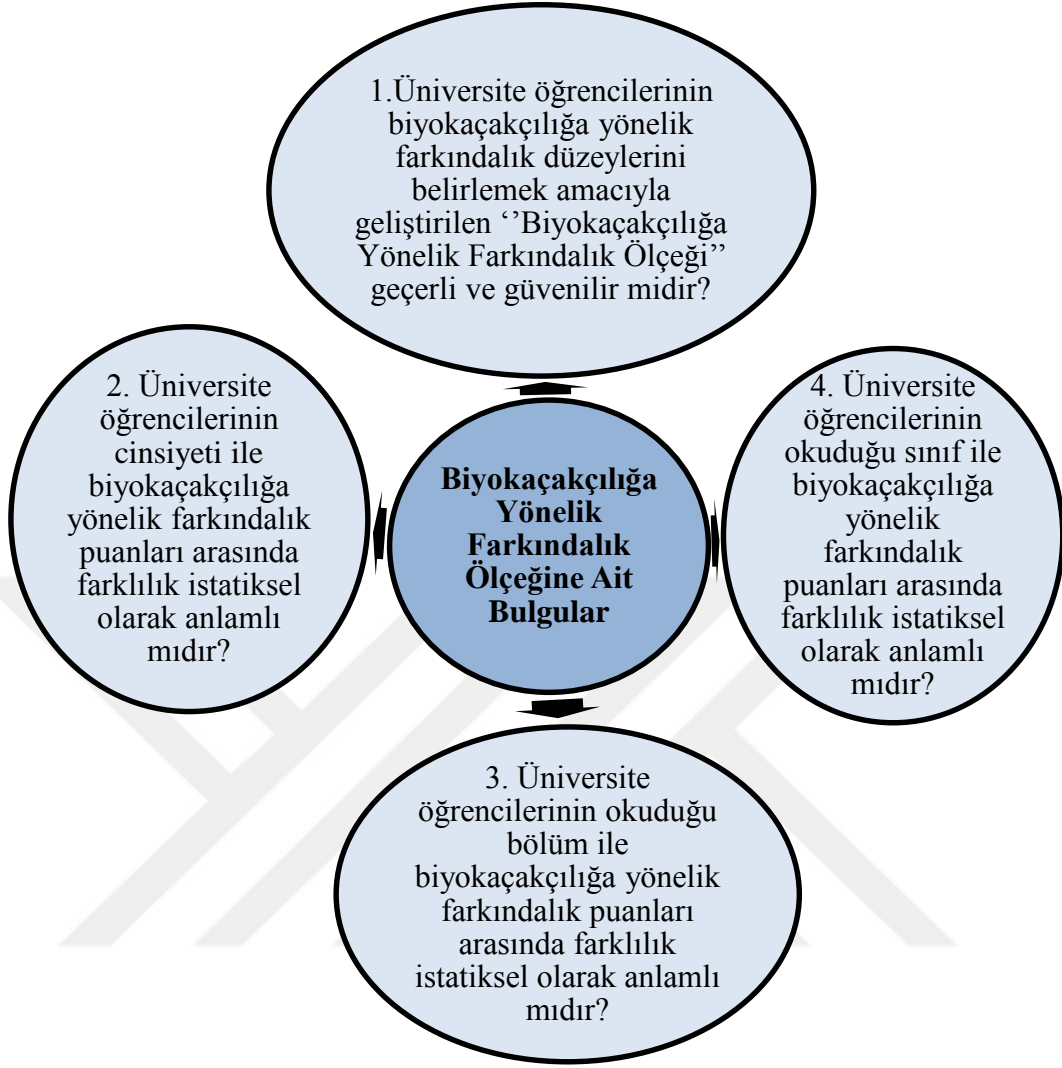 1.Üniversite öğrencilerinin
biyokaçakçılığa yönelik
farkındalık düzeylerini
belirlemek amacıyla
geliştirilen ‘’Biyokaçakçılığa
Yönelik Farkındalık Ölçeği’’
geçerli ve güvenilir midir?
2. Üniversite
öğrencilerinin
cinsiyeti ile
biyokaçakçılığa
yönelik farkındalık
puanları arasında
farklılık istatiksel
olarak anlamlı
mıdır?
Biyokaçakçılığa
Yönelik
Farkındalık
Ölçeğine Ait
Bulgular
4. Üniversite
öğrencilerinin
okuduğu sınıf ile
biyokaçakçılığa
yönelik
farkındalık
puanları arasında
farklılık istatiksel
olarak anlamlı
mıdır?
3. Üniversite
öğrencilerinin okuduğu
bölüm ile
biyokaçakçılığa yönelik
farkındalık puanları
arasında farklılık
istatiksel olarak anlamlı
mıdır?